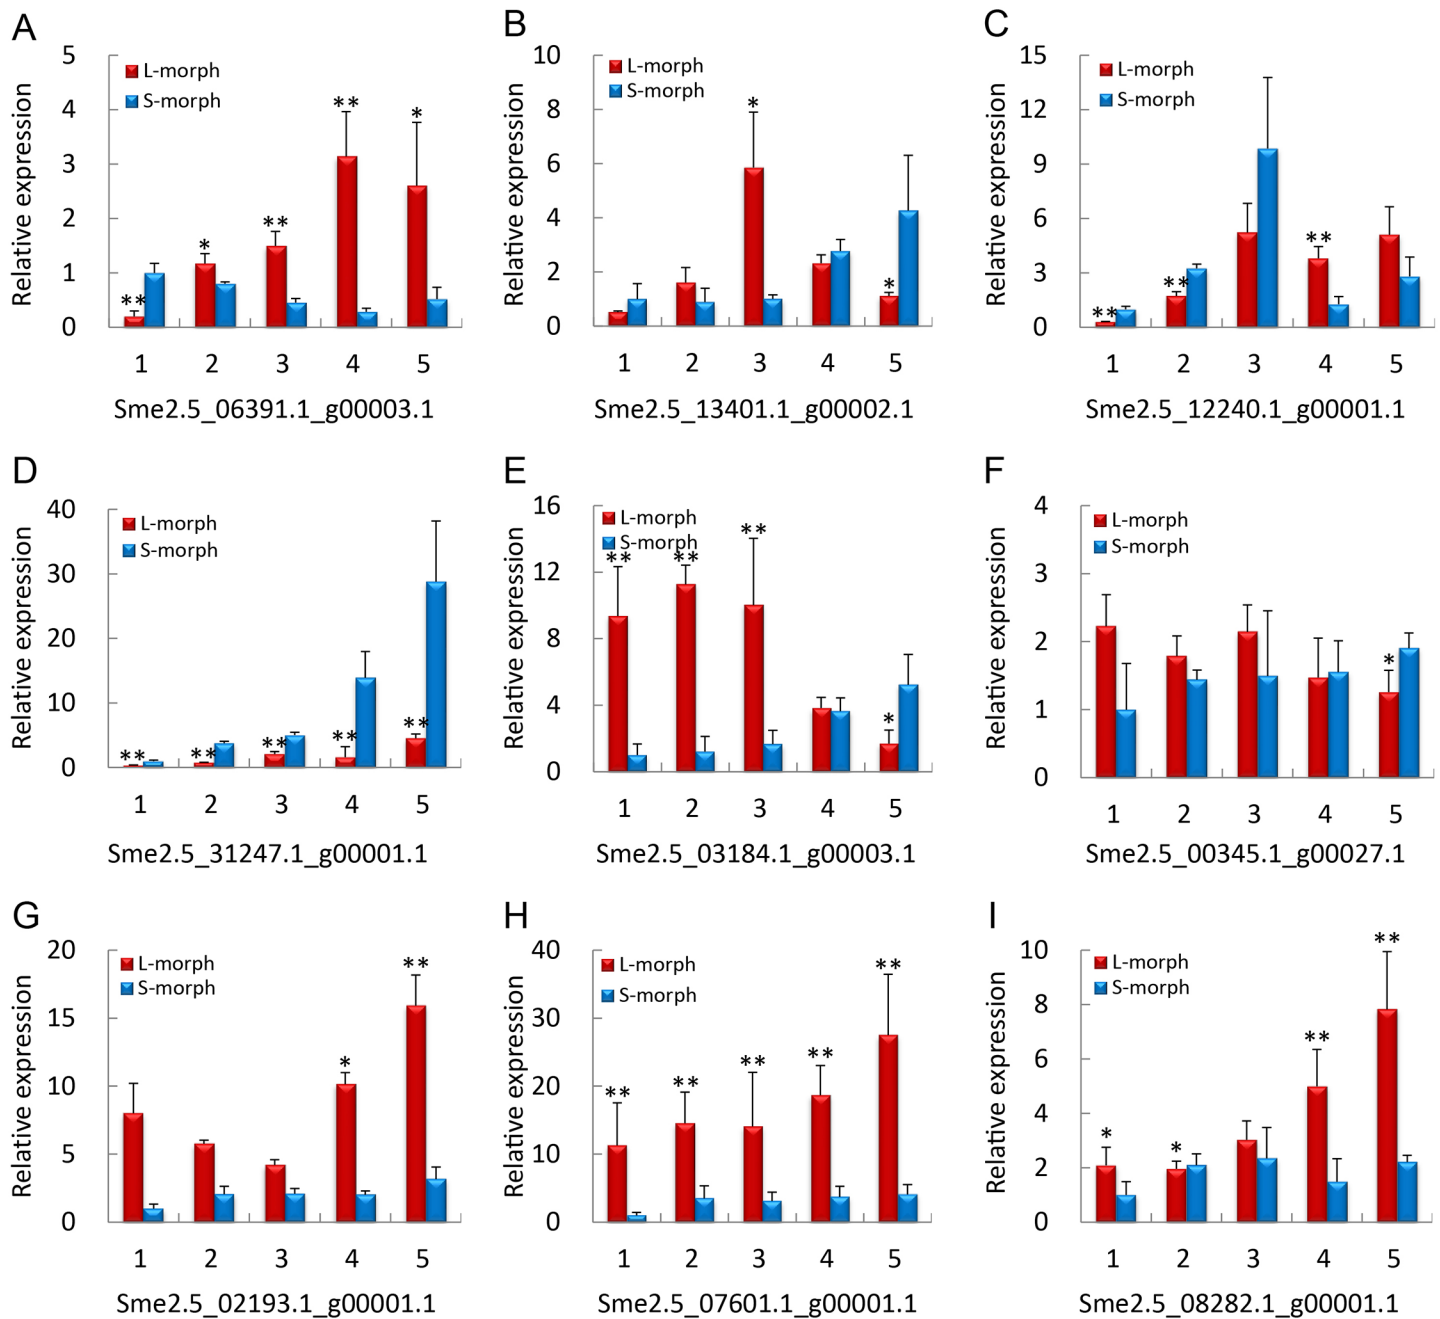 A
Relative expression
5
4
3
2
1
0
L-morph
S-morph
**
*
**
**
*
1 2 3 4 5
Sme2.5_06391.1_g00003.1
B
Relative expression
10
8
6
4
2
0
L-morph
S-morph
*
*
1 2 3 4 5
Sme2.5_13401.1_g00002.1
C
Relative expression
15
12
9
6
3
0
L-morph
S-morph
**
**
**
1 2 3 4 5
Sme2.5_12240.1_g00001.1
D
Relative expression
40
30
20
10
0
L-morph
S-morph
**
**
**
**
**
1 2 3 4 5
Sme2.5_31247.1_g00001.1
E
Relative expression
16
12
8
4
0
L-morph
S-morph
**
**
**
*
1 2 3 4 5
Sme2.5_03184.1_g00003.1
F
Relative expression
4
3
2
1
0
L-morph
S-morph
*
1 2 3 4 5
Sme2.5_00345.1_g00027.1
G
Relative expression
20
15
10
5
0
L-morph
S-morph
*
**
1 2 3 4 5
Sme2.5_02193.1_g00001.1
H
Relative expression
40
30
20
10
0
L-morph
S-morph
**
**
**
**
**
1 2 3 4 5
Sme2.5_07601.1_g00001.1
I
Relative expression
10
8
6
4
2
0
L-morph
S-morph
*
*
**
**
1 2 3 4 5
Sme2.5_08282.1_g00001.1